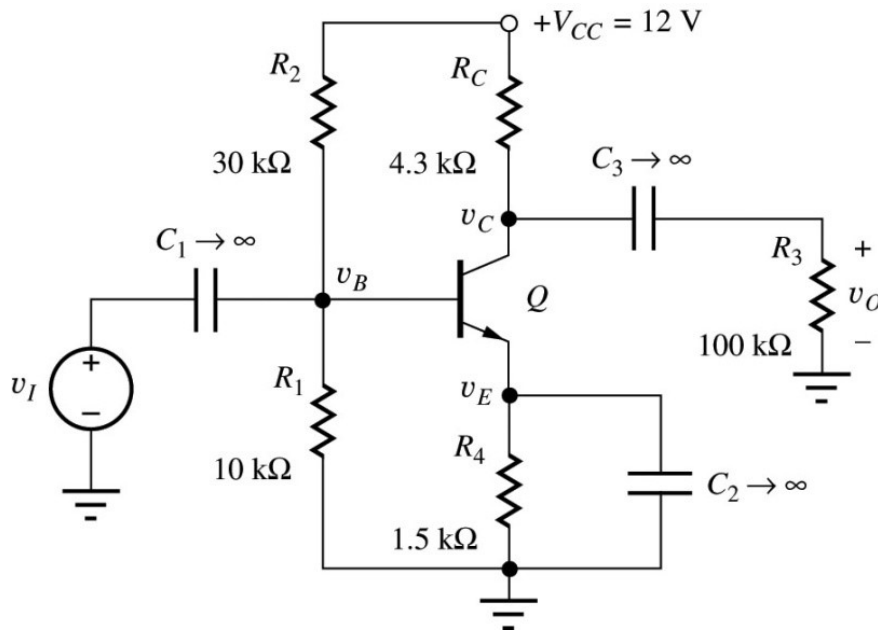 +V_CC = 12 V
R_2
R_C
30 kΩ
4.3 kΩ
C_3 → ∞
v_C
C_1 → ∞
v_B
R_3
+
Q
v_O
v_I
+
−
R_1
100 kΩ
−
v_E
10 kΩ
R_4
C_2 → ∞
1.5 kΩ